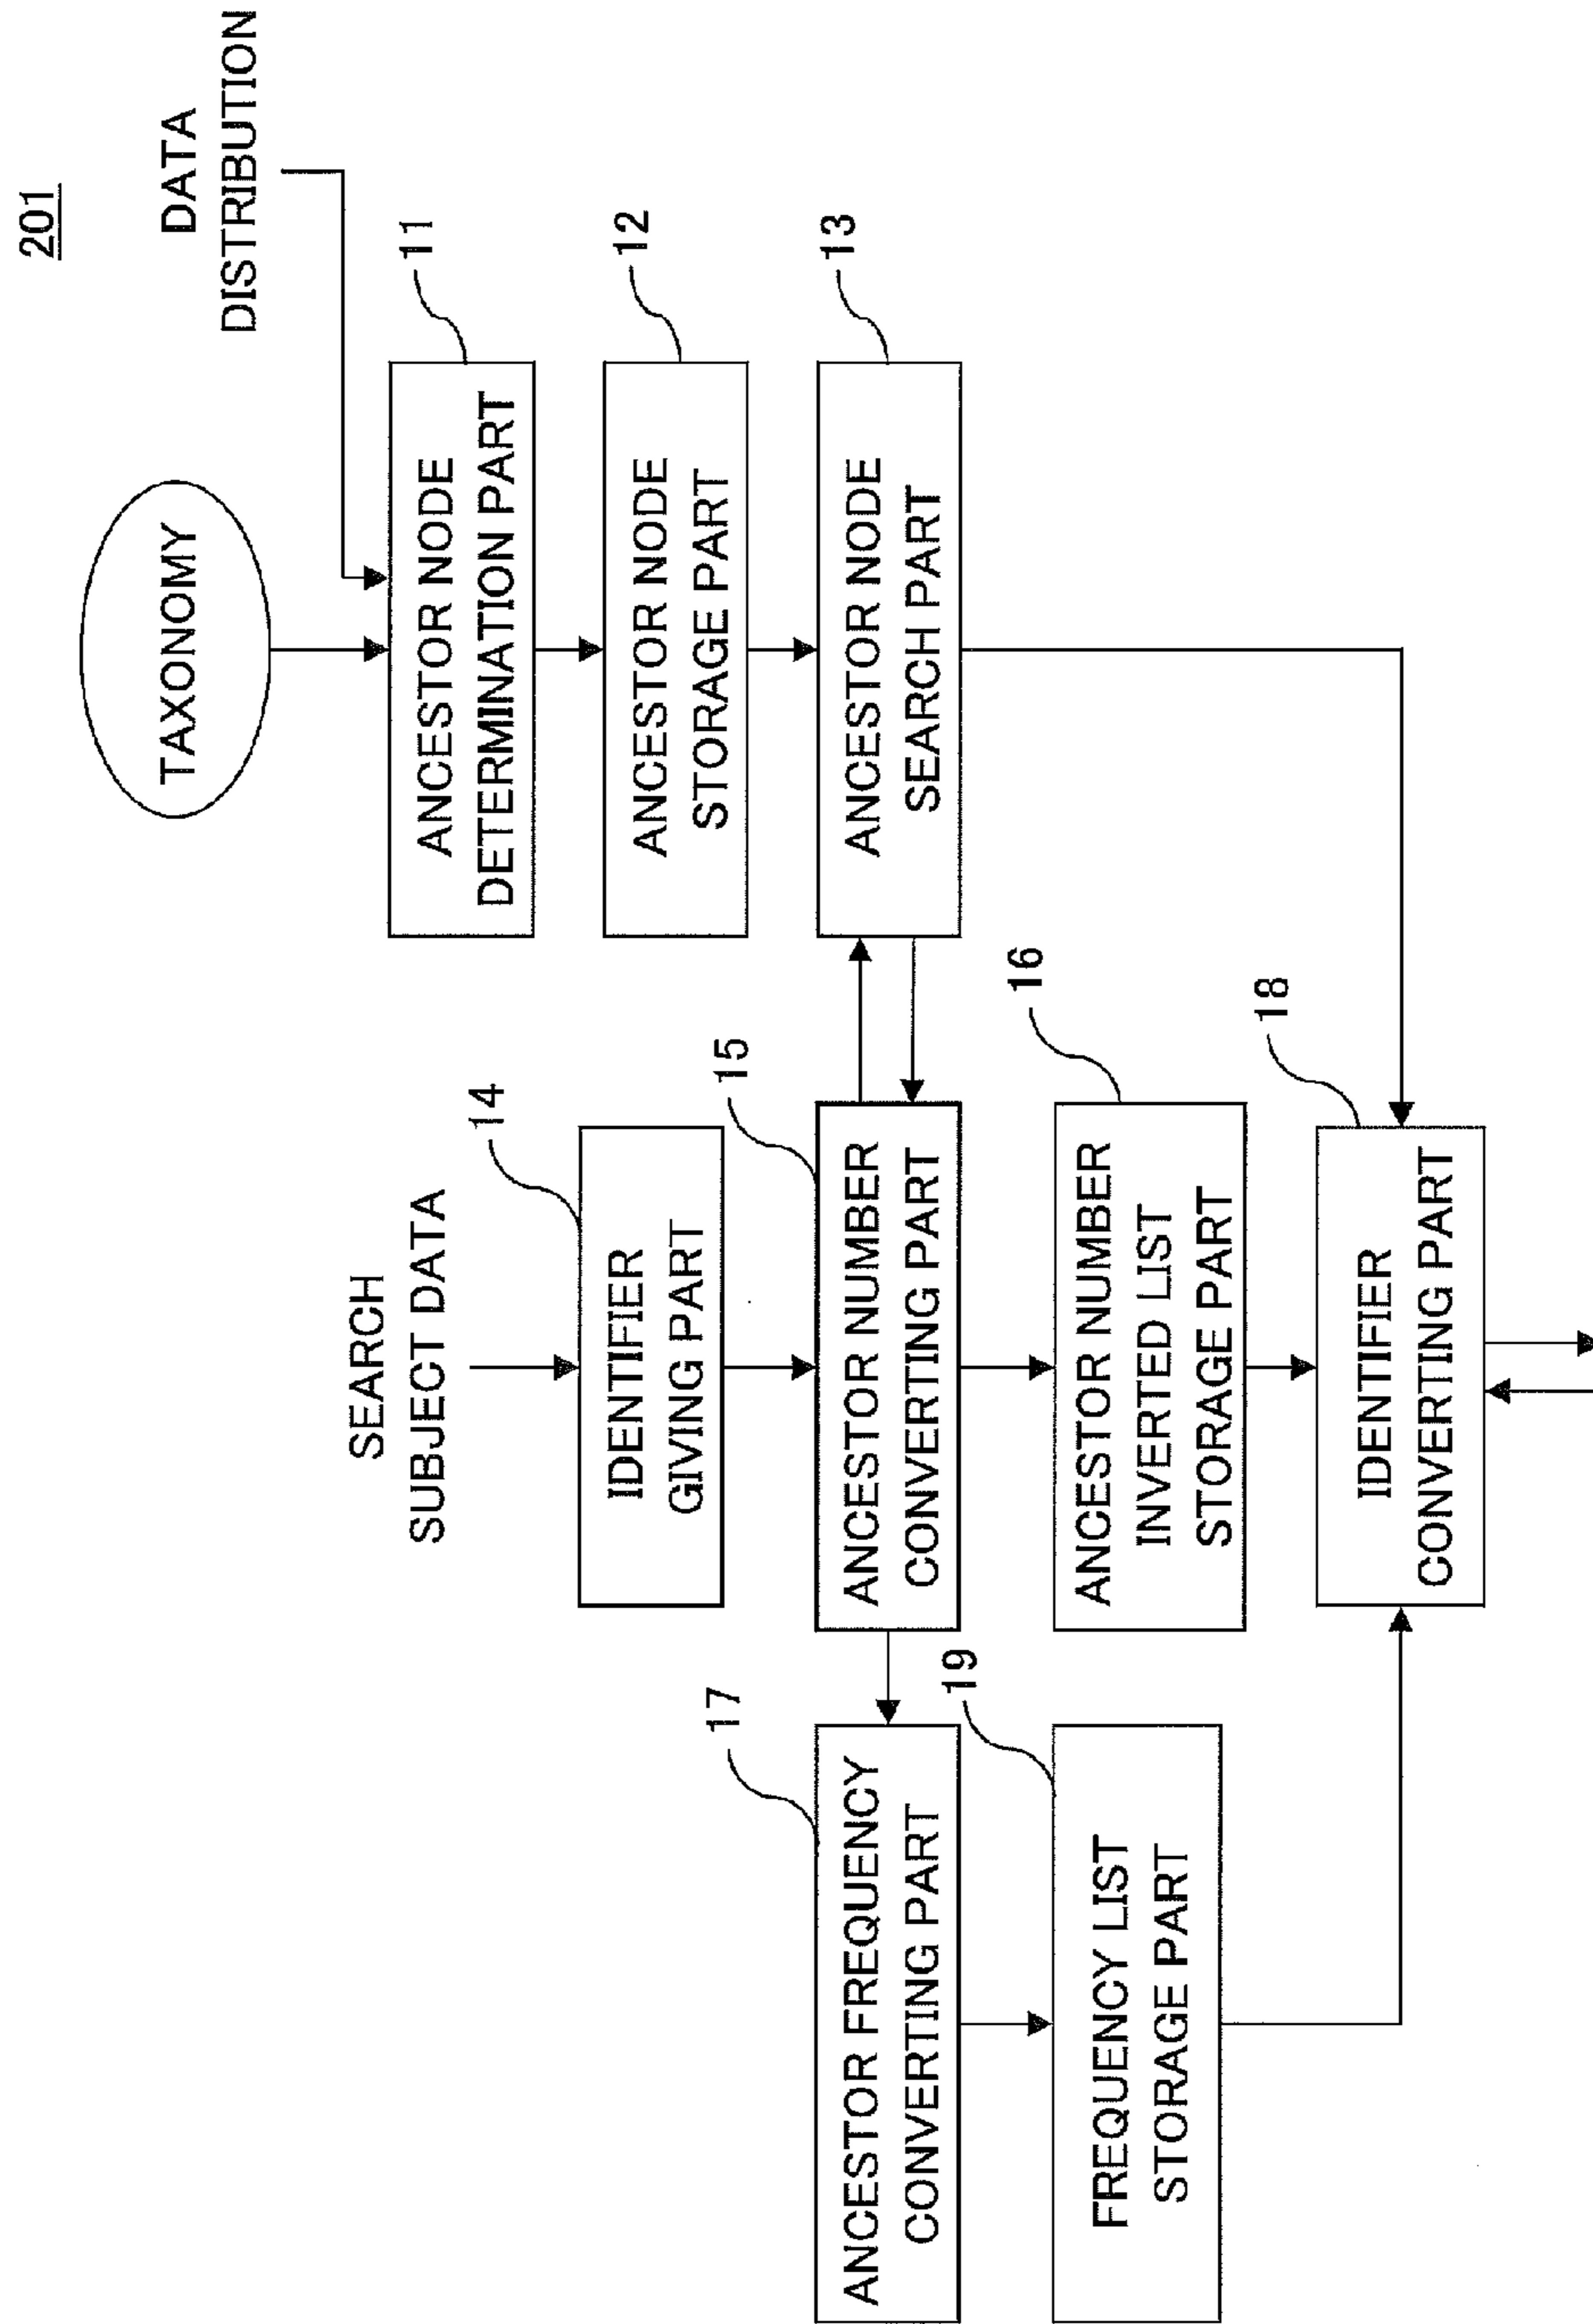 201
TAXONOMY
DATA
DISTRIBUTION
ANCESTOR NODE
DETERMINATION PART
11
ANCESTOR NODE
STORAGE PART
12
ANCESTOR NODE
SEARCH PART
13
SEARCH
SUBJECT DATA
IDENTIFIER
GIVING PART
14
ANCESTOR NUMBER
CONVERTING PART
15
ANCESTOR NUMBER
INVERTED LIST
STORAGE PART
16
IDENTIFIER
CONVERTING PART
18
ANCESTOR FREQUENCY
CONVERTING PART
17
FREQUENCY LIST
STORAGE PART
19